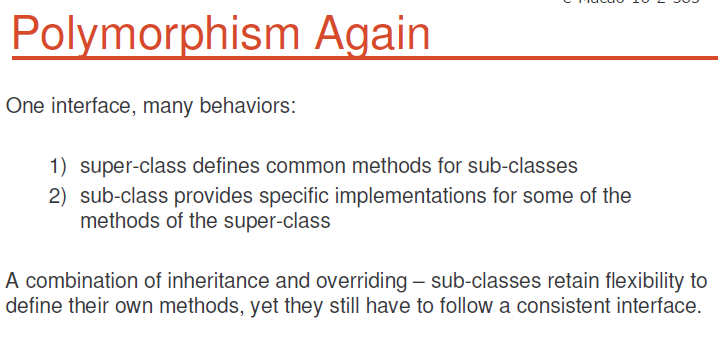 Polymorphism Again
One interface, many behaviors:
1) super-class defines common methods for sub-classes
2) sub-class provides specific implementations for some of the
methods of the super-class
A combination of inheritance and overriding – sub-classes retain flexibility to
define their own methods, yet they still have to follow a consistent interface.